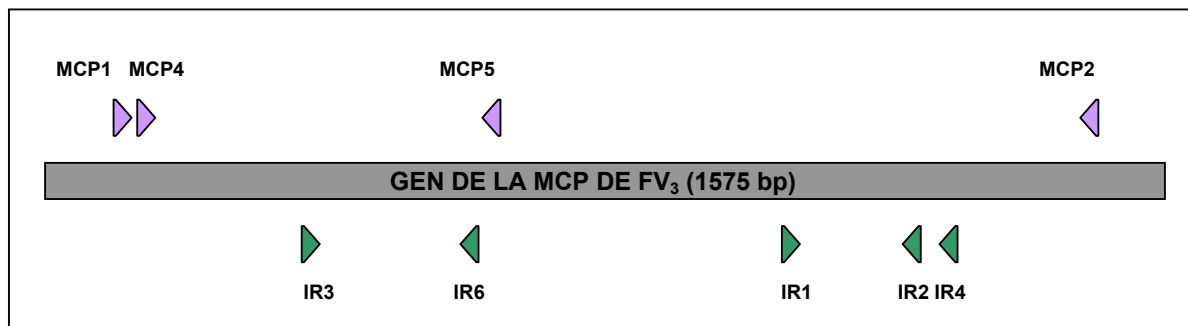 MCP1 MCP4 MCP5 MCP2
GEN DE LA MCP DE FV₃ (1575 bp)
IR3 IR6 IR1 IR2 IR4